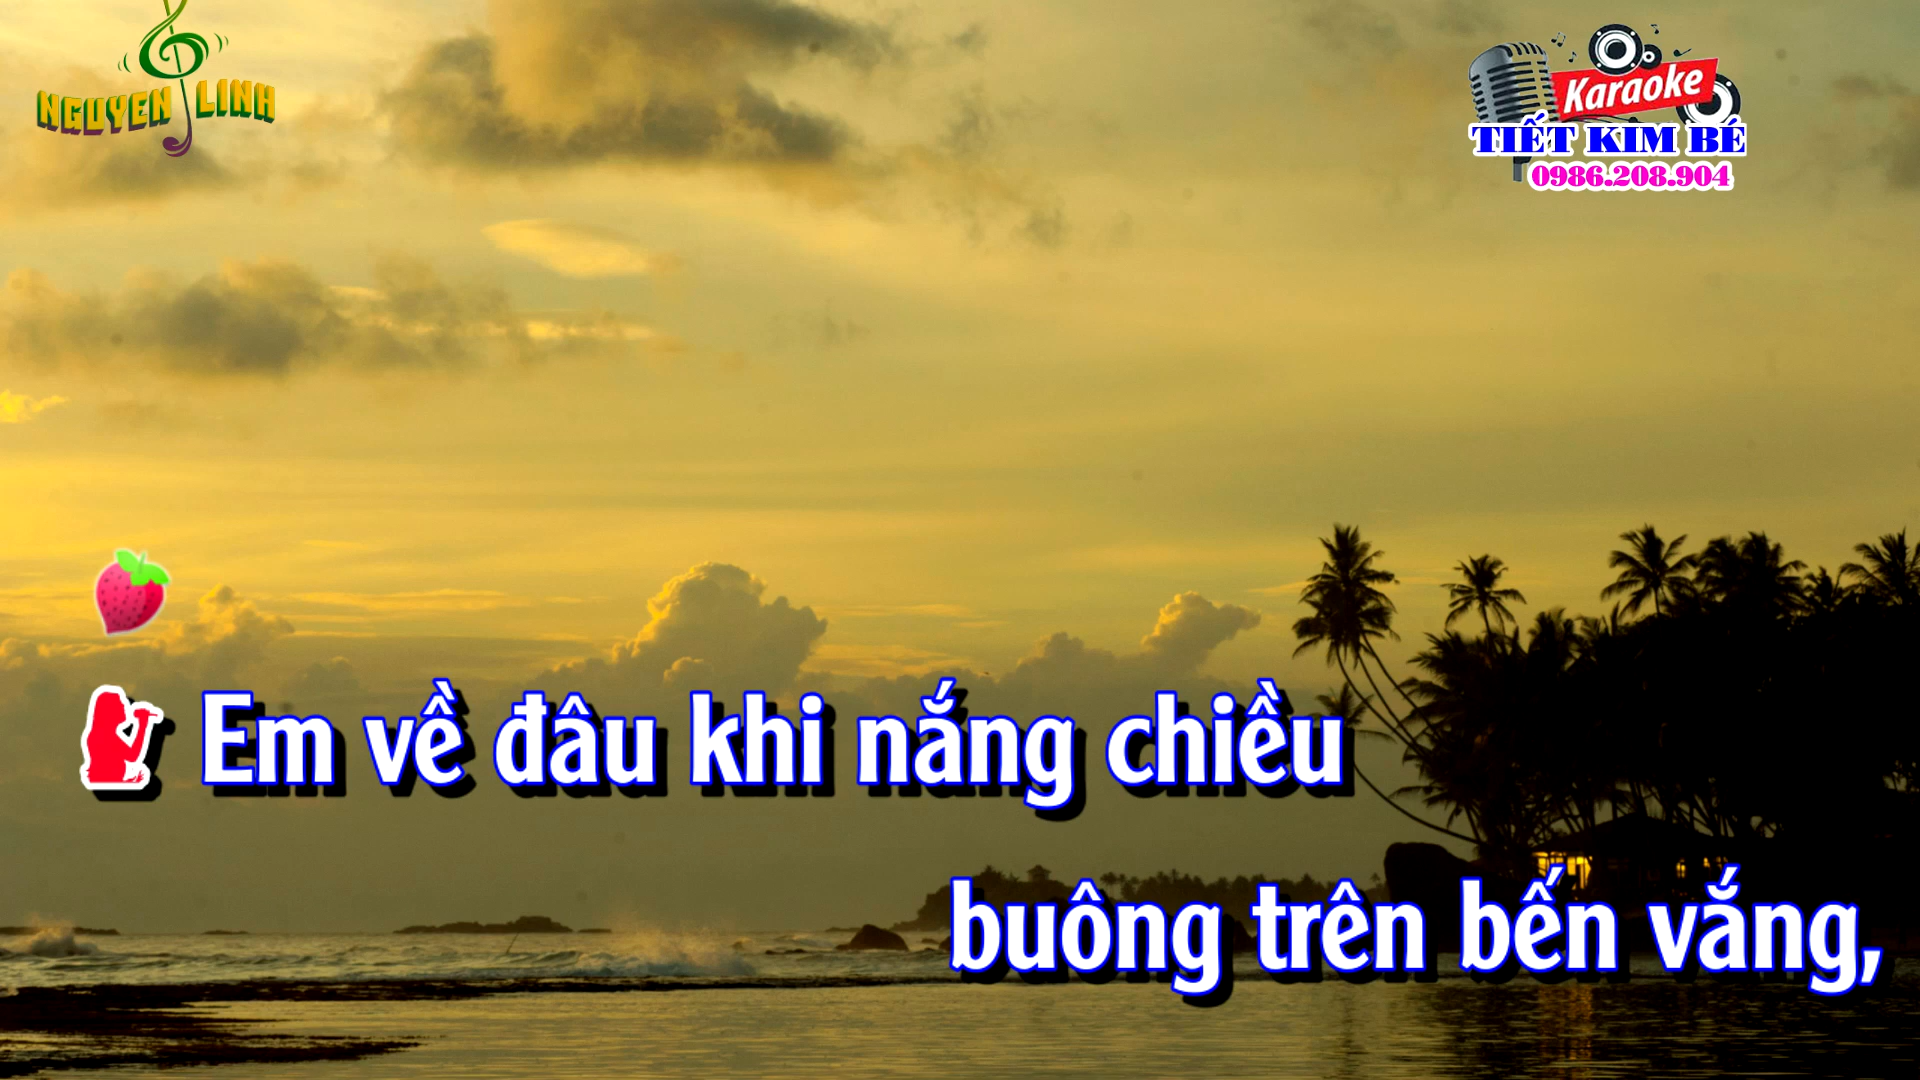 NGUYEN LINH
Karaoke
TIẾT KIM BÉ
0986.208.904
Em về đâu khi nắng chiều
buông trên bến vắng,